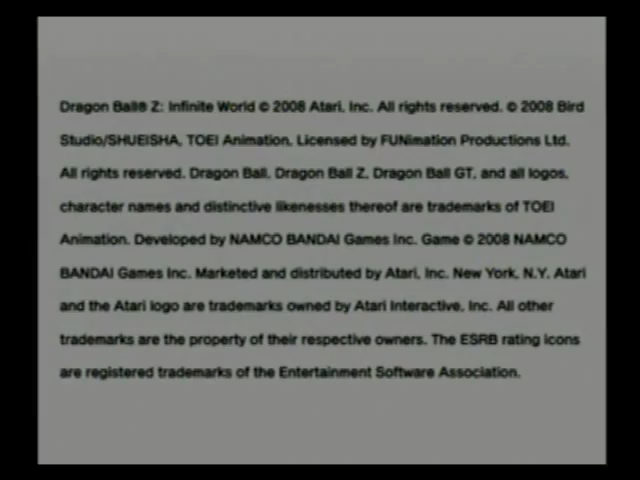 Dragon Ball® Z: Infinite World © 2008 Atari, Inc. All rights reserved. © 2008 Bird
Studio/SHUEISHA, TOEI Animation. Licensed by FUNimation Productions Ltd.
All rights reserved. Dragon Ball, Dragon Ball Z, Dragon Ball GT, and all logos,
character names and distinctive likenesses thereof are trademarks of TOEI
Animation. Developed by NAMCO BANDAI Games Inc. Game © 2008 NAMCO
BANDAI Games Inc. Marketed and distributed by Atari, Inc. New York, N.Y. Atari
and the Atari logo are trademarks owned by Atari Interactive, Inc. All other
trademarks are the property of their respective owners. The ESRB rating icons
are registered trademarks of the Entertainment Software Association.